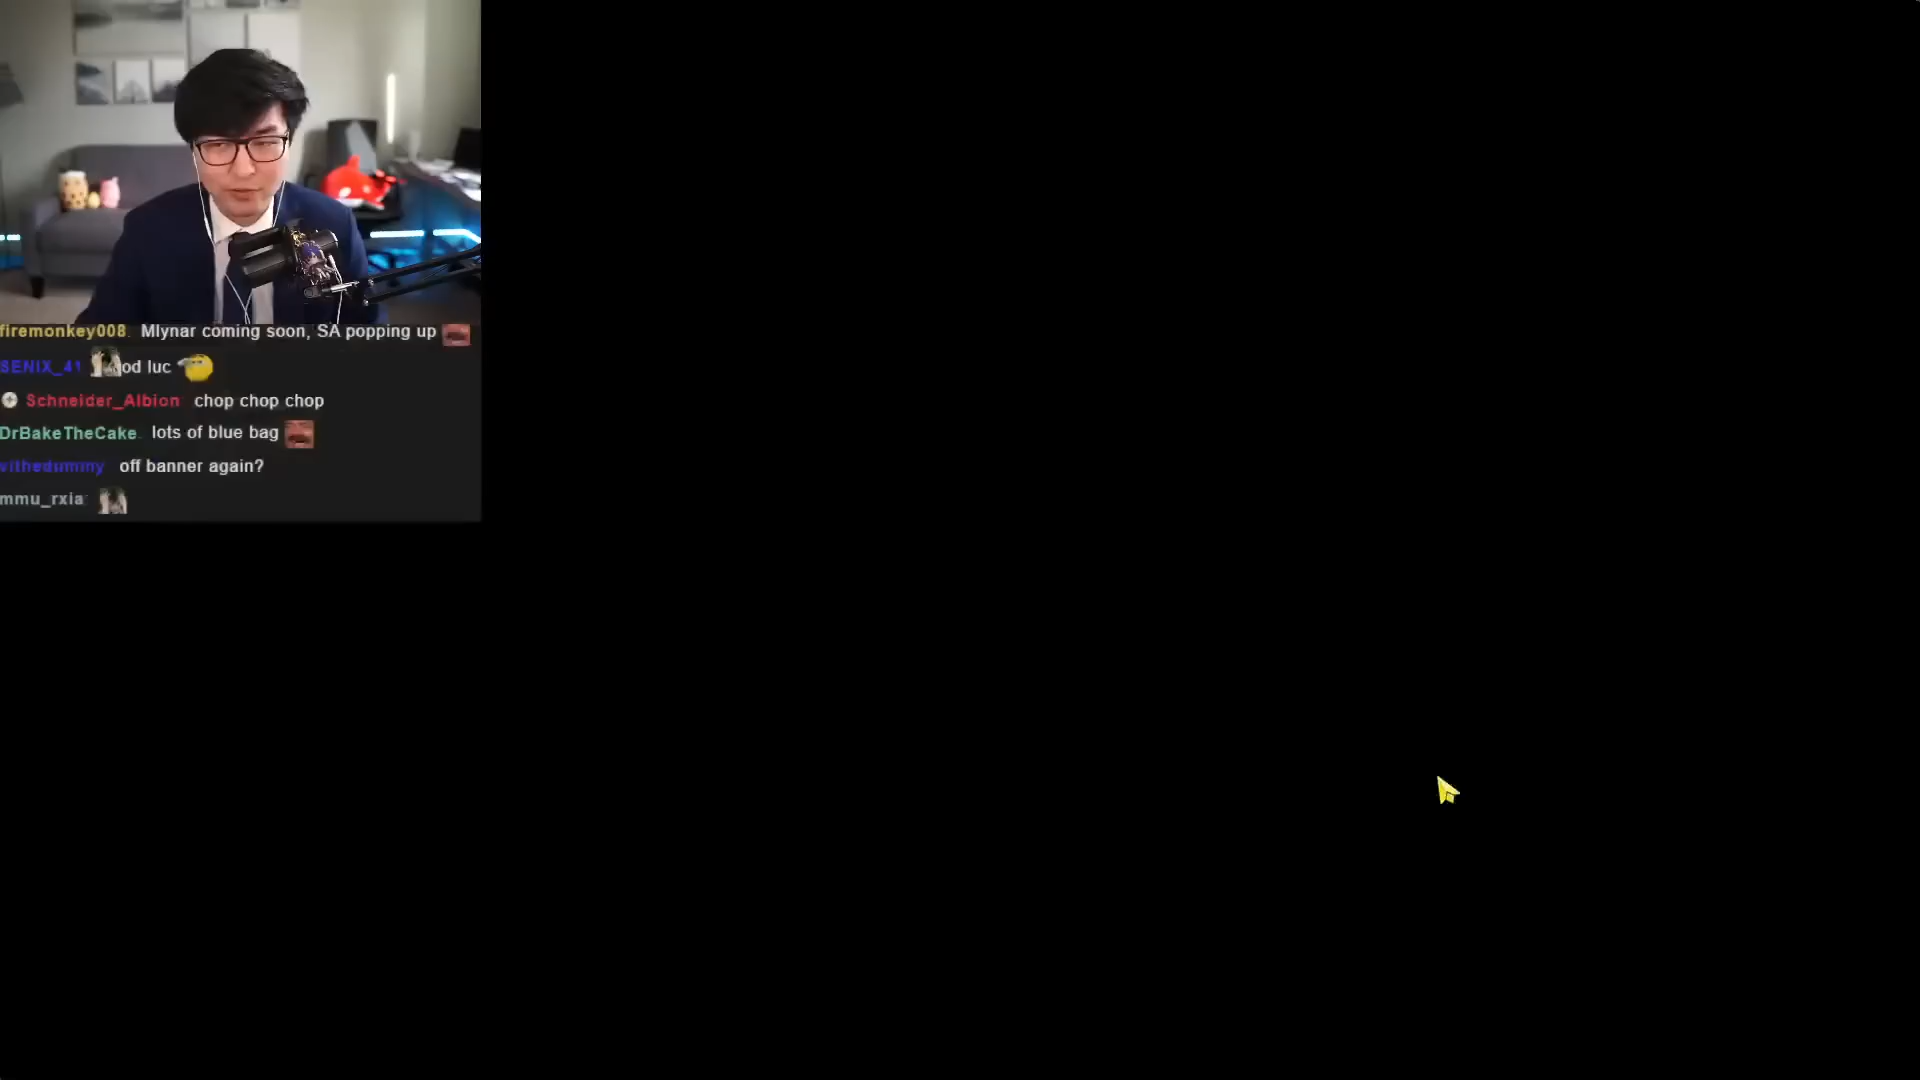 firemonkey008: Mlynar coming soon, SA popping up
SENIX_41 od luc
Schneider_Albion chop chop chop
DrBakeTheCake: lots of blue bag
vithedummy off banner again?
mmu_rxia: